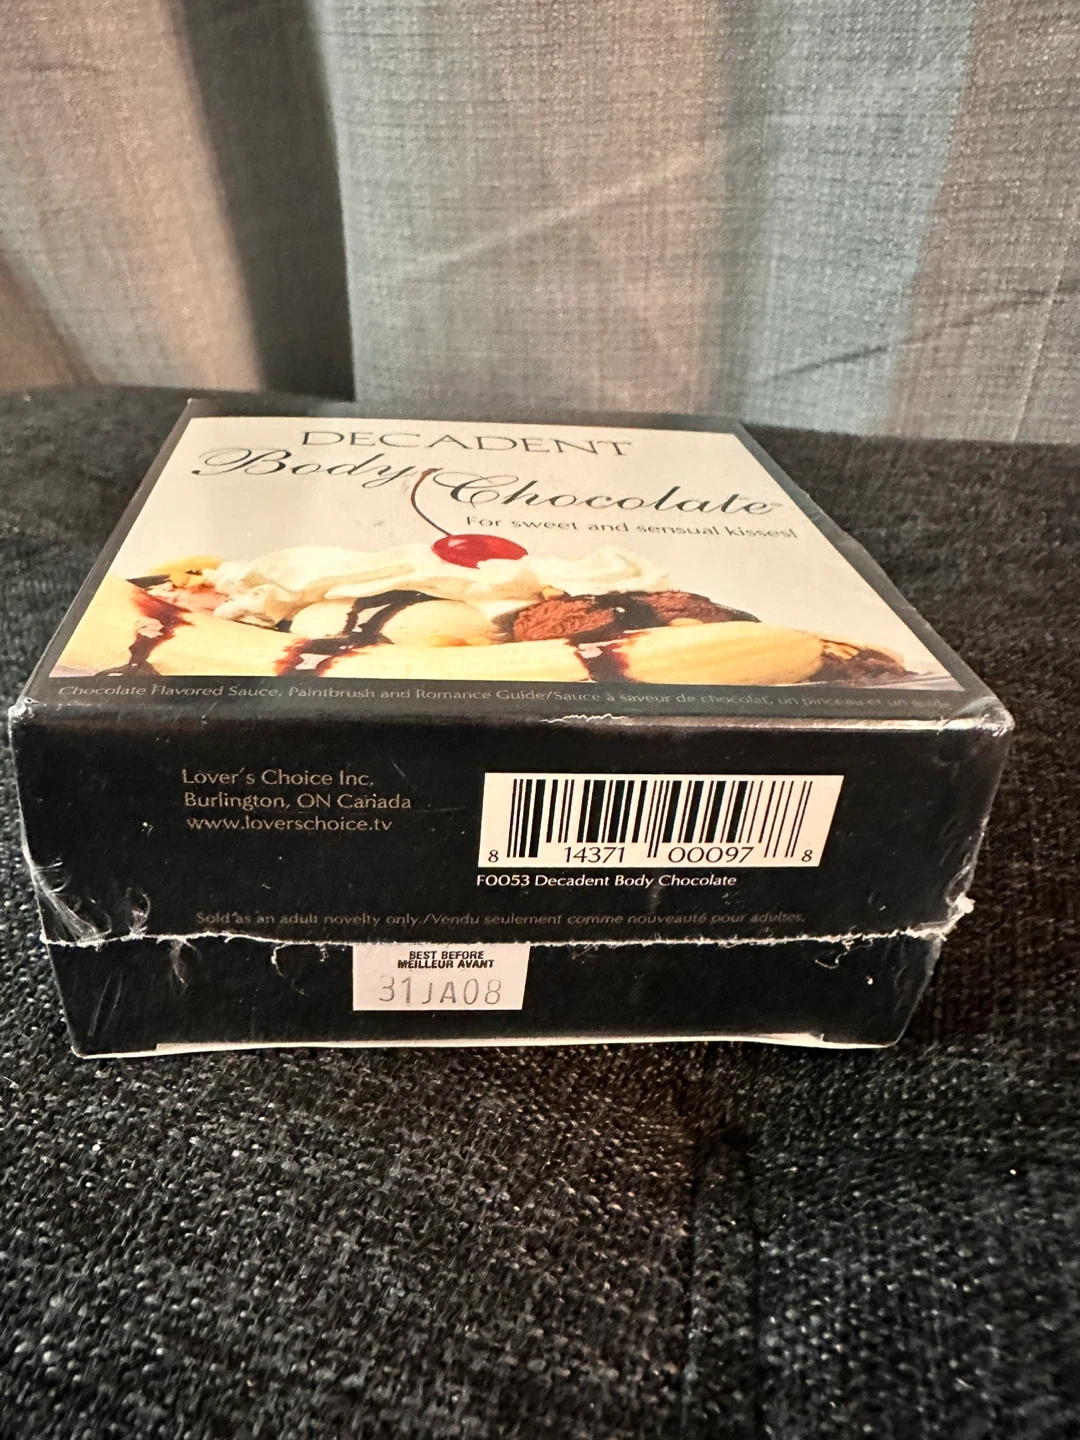 DECADENT
Body Chocolate™
For sweet and sensual kisses!
Chocolate Flavored Sauce, Paintbrush and Romance Guide/Sauce à saveur de chocolat, un pinceau et un
Lover's Choice Inc.
Burlington, ON Canada
www.loverschoice.tv
8 14371 00097 8
F0053 Decadent Body Chocolate
Sold as an adult novelty only./Vendu seulement comme nouveauté pour adultes.
BEST BEFORE
MEILLEUR AVANT
31JA08